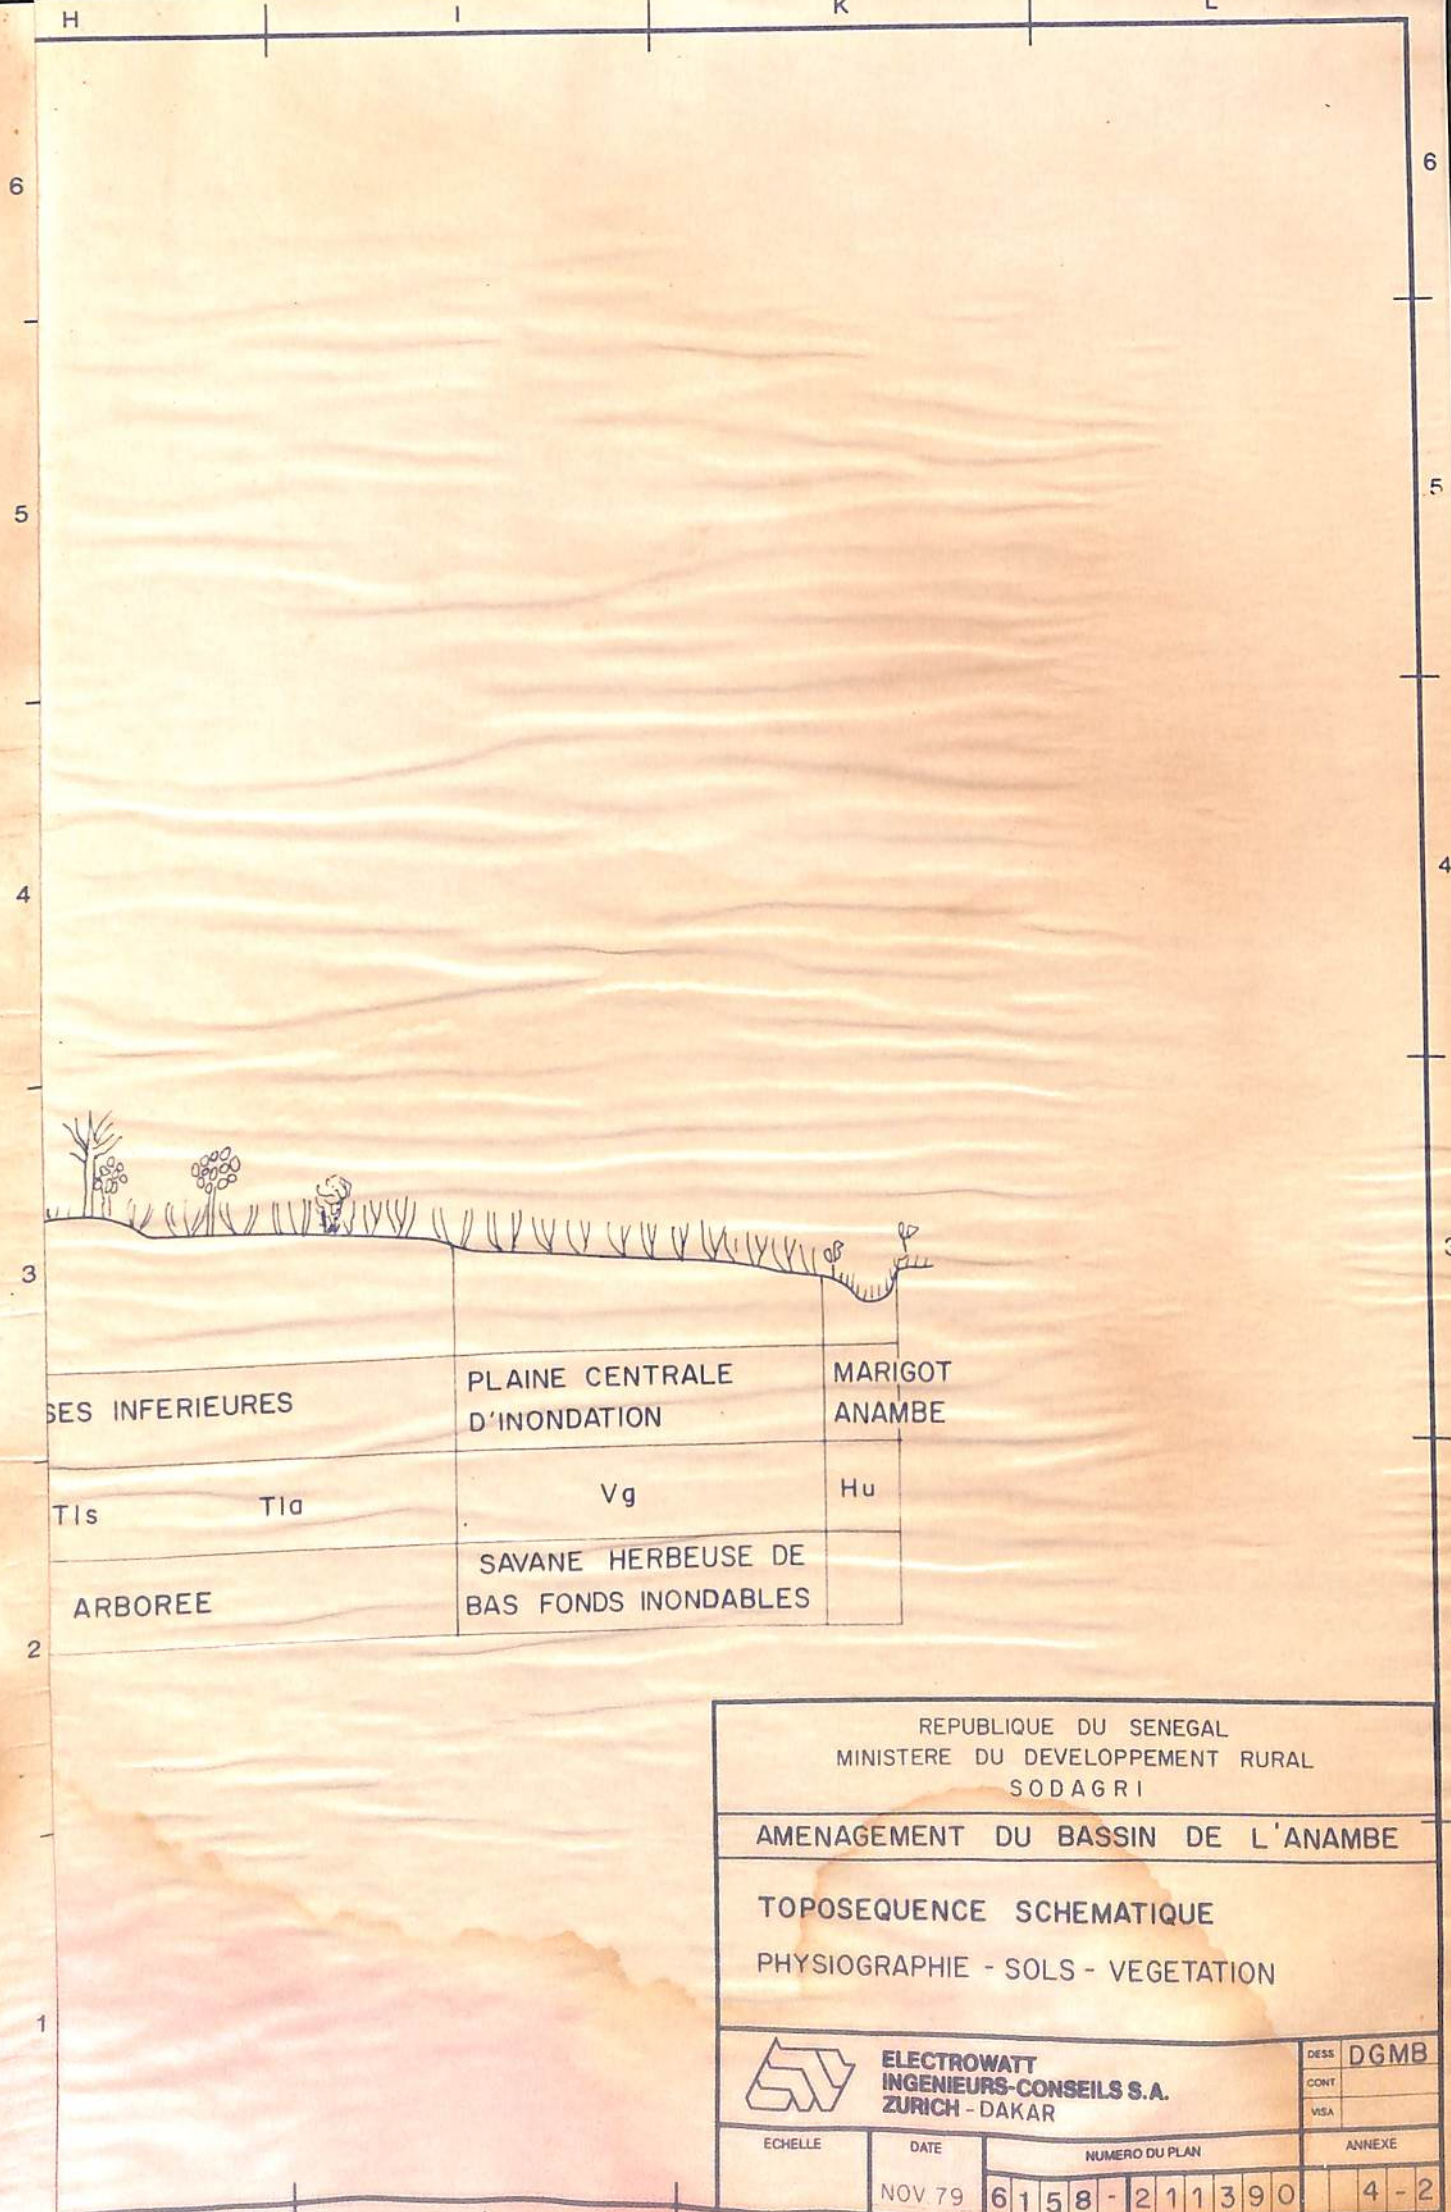 H I K L
6 6
5 5
4 4
3
SES INFERIEURES
PLAINE CENTRALE
D'INONDATION
MARIGOT
ANAMBE
Tls Tla Vg Hu
ARBOREE
SAVANE HERBEUSE DE
BAS FONDS INONDABLES
2
REPUBLIQUE DU SENEGAL
MINISTERE DU DEVELOPPEMENT RURAL
SODAGRI
AMENAGEMENT DU BASSIN DE L'ANAMBE
TOPOSEQUENCE SCHEMATIQUE
PHYSIOGRAPHIE - SOLS - VEGETATION
1
ELECTROWATT
INGENIEURS-CONSEILS S.A.
ZURICH - DAKAR
DESS DGMB
CONT
VISA
ECHELLE
DATE
NOV. 79
NUMERO DU PLAN
6158-211390
ANNEXE
4-2